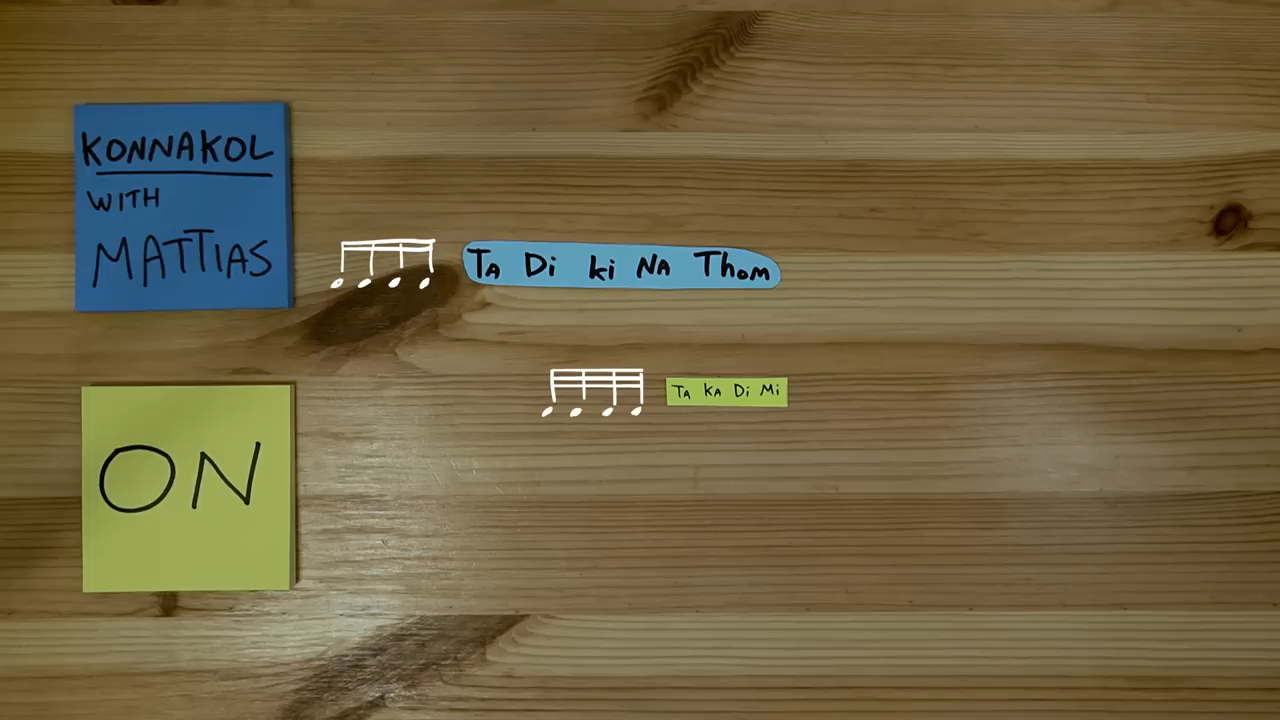 KONNAKOL
WITH
MATTIAS
TA Di ki NA Thom
TA KA Di Mi
ON